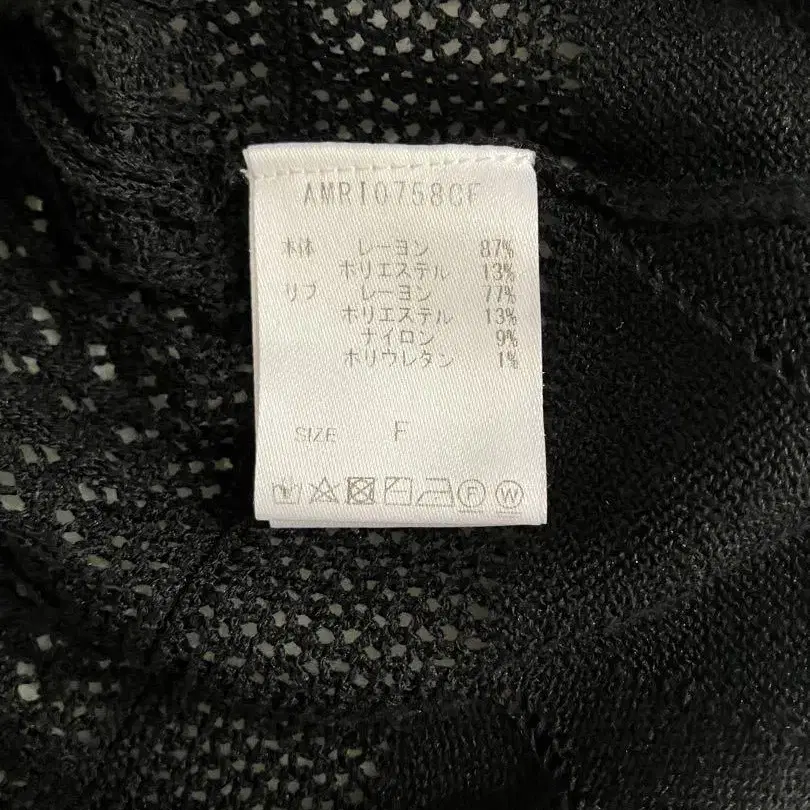 AMRI0758CF
本体 レーヨン 87%
ポリエステル 13%
リブ レーヨン 77%
ポリエステル 13%
ナイロン 9%
ポリウレタン 1%
SIZE F
F W